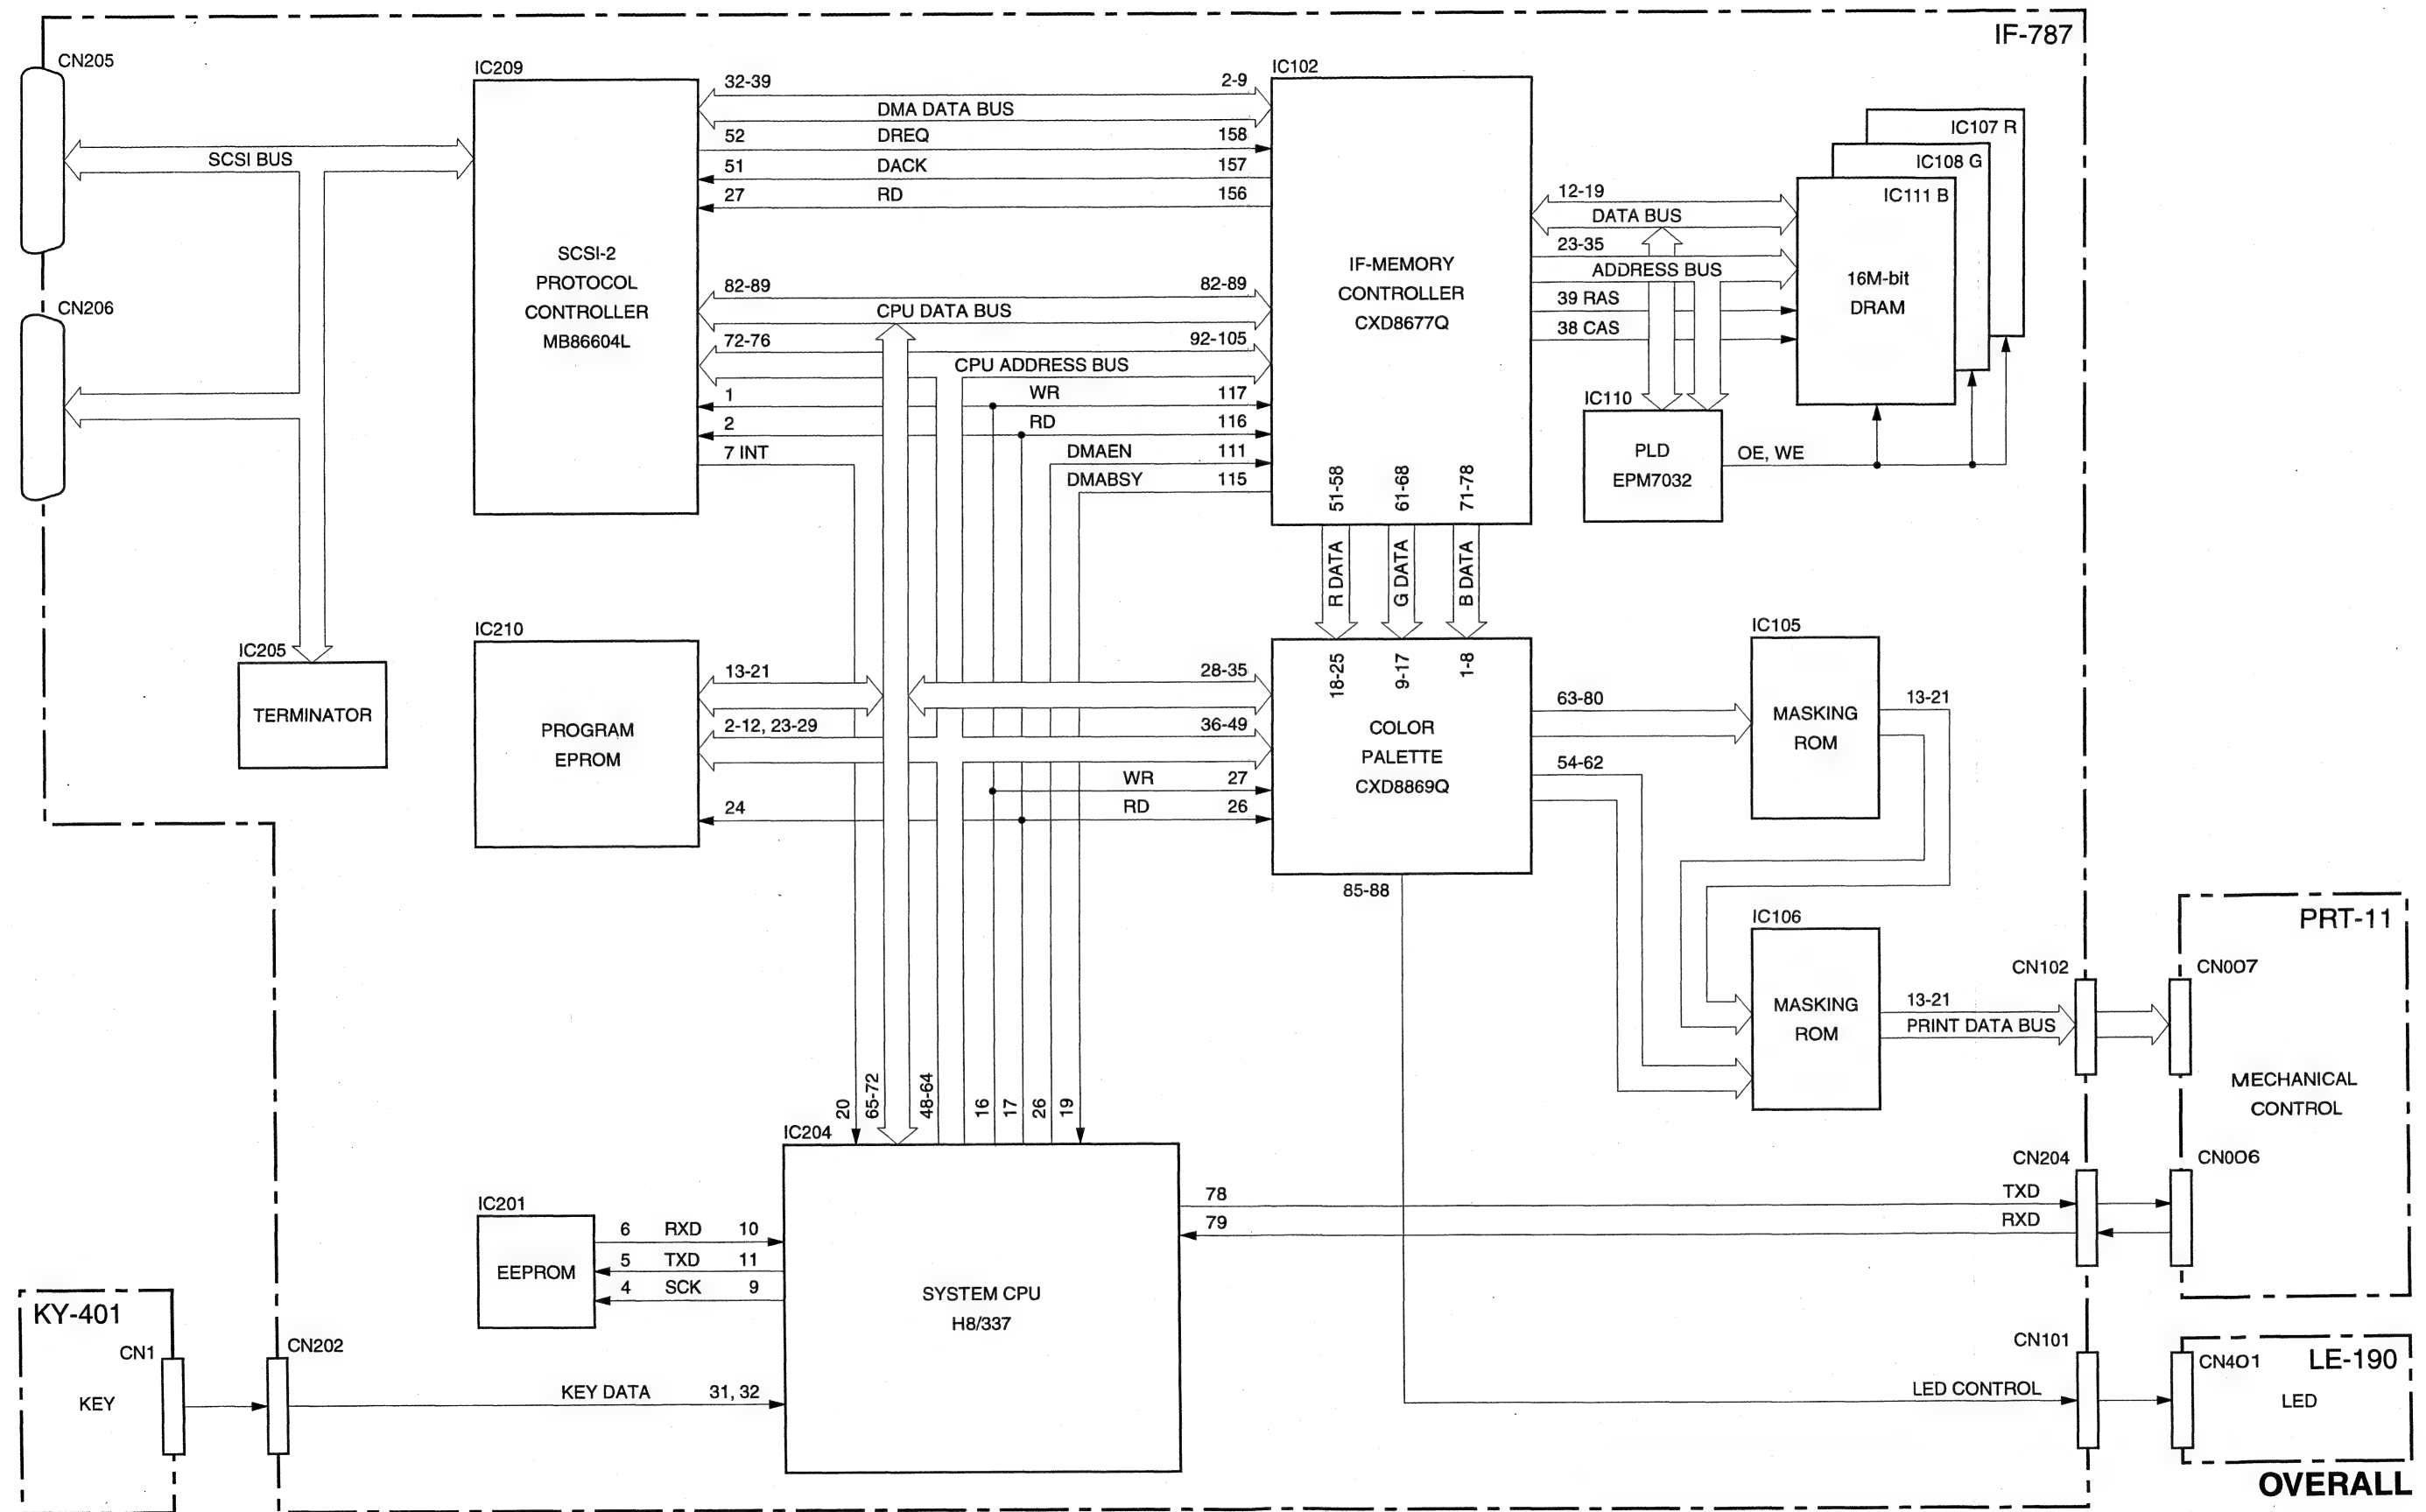 IF-787
CN205
IC209
32-39
2-9
DMA DATA BUS
52
DREQ
158
51
DACK
157
27
RD
156
SCSI BUS
SCSI-2
PROTOCOL
CONTROLLER
MB86604L
82-89
82-89
CPU DATA BUS
72-76
92-105
CPU ADDRESS BUS
1
WR
117
2
RD
116
7 INT
DMAEN
111
DMABSY
115
CN206
IC102
IF-MEMORY
CONTROLLER
CXD8677Q
51-58
61-68
71-78
12-19
DATA BUS
23-35
ADDRESS BUS
39 RAS
38 CAS
IC107 R
IC108 G
IC111 B
16M-bit
DRAM
IC110
PLD
EPM7032
OE, WE
R DATA
G DATA
B DATA
IC205
TERMINATOR
IC210
PROGRAM
EPROM
13-21
28-35
2-12, 23-29
36-49
WR
27
24
RD
26
18-25
9-17
1-8
COLOR
PALETTE
CXD8869Q
63-80
54-62
85-88
IC105
MASKING
ROM
13-21
IC106
MASKING
ROM
13-21
PRINT DATA BUS
CN102
CN007
PRT-11
MECHANICAL
CONTROL
CN204
CN006
20
65-72
48-64
16
17
26
19
IC204
SYSTEM CPU
H8/337
78
TXD
79
RXD
IC201
EEPROM
6
RXD
10
5
TXD
11
4
SCK
9
KY-401
CN1
KEY
CN202
KEY DATA
31, 32
CN101
LED CONTROL
CN401
LE-190
LED
OVERALL